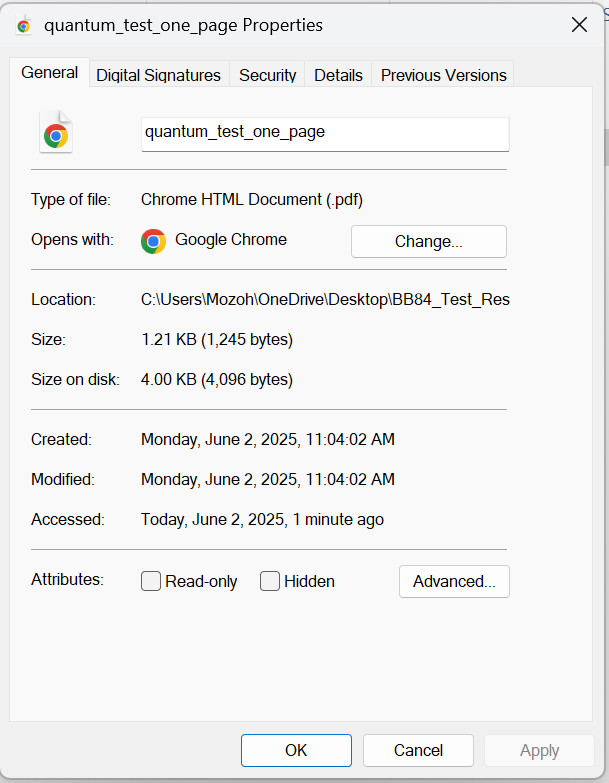 quantum_test_one_page Properties
General Digital Signatures Security Details Previous Versions
quantum_test_one_page
Type of file: Chrome HTML Document (.pdf)
Opens with: Google Chrome Change...
Location: C:\Users\Mozoh\OneDrive\Desktop\BB84_Test_Res
Size: 1.21 KB (1,245 bytes)
Size on disk: 4.00 KB (4,096 bytes)
Created: Monday, June 2, 2025, 11:04:02 AM
Modified: Monday, June 2, 2025, 11:04:02 AM
Accessed: Today, June 2, 2025, 1 minute ago
Attributes: Read-only Hidden Advanced...
OK Cancel Apply